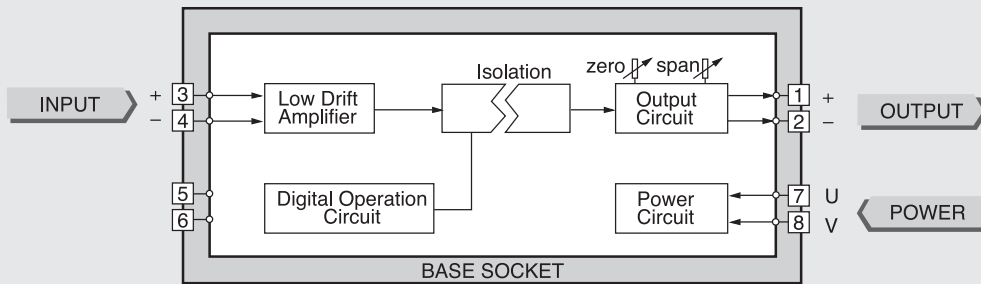 Isolation
zero span
INPUT
+ 3
− 4
Low Drift
Amplifier
Output
Circuit
1 +
2 −
OUTPUT
5
6
Digital Operation
Circuit
Power
Circuit
7 U
8 V
POWER
BASE SOCKET